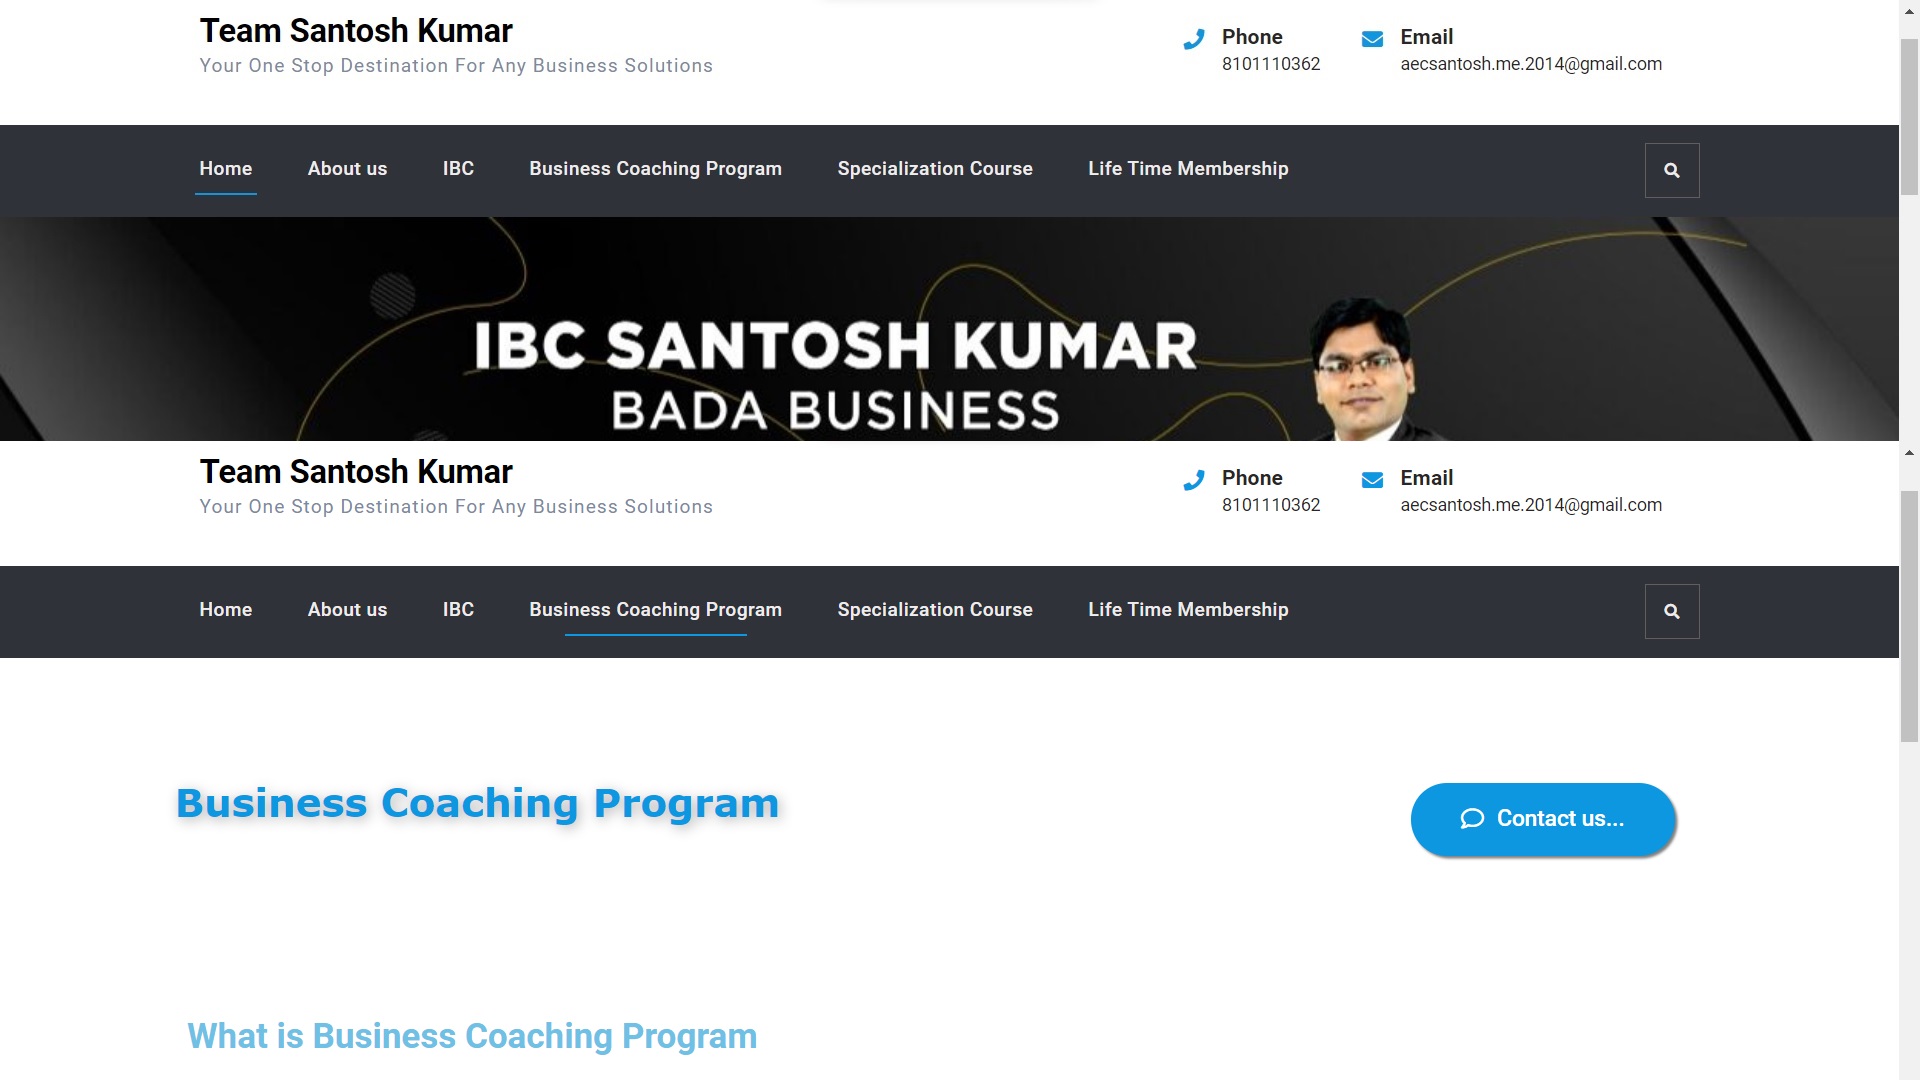 Team Santosh Kumar
Your One Stop Destination For Any Business Solutions
Phone
8101110362
Email
aecsantosh.me.2014@gmail.com
Home About us IBC Business Coaching Program Specialization Course Life Time Membership
IBC SANTOSH KUMAR
BADA BUSINESS
Team Santosh Kumar
Your One Stop Destination For Any Business Solutions
Phone
8101110362
Email
aecsantosh.me.2014@gmail.com
Home About us IBC Business Coaching Program Specialization Course Life Time Membership
Business Coaching Program
Contact us...
What is Business Coaching Program